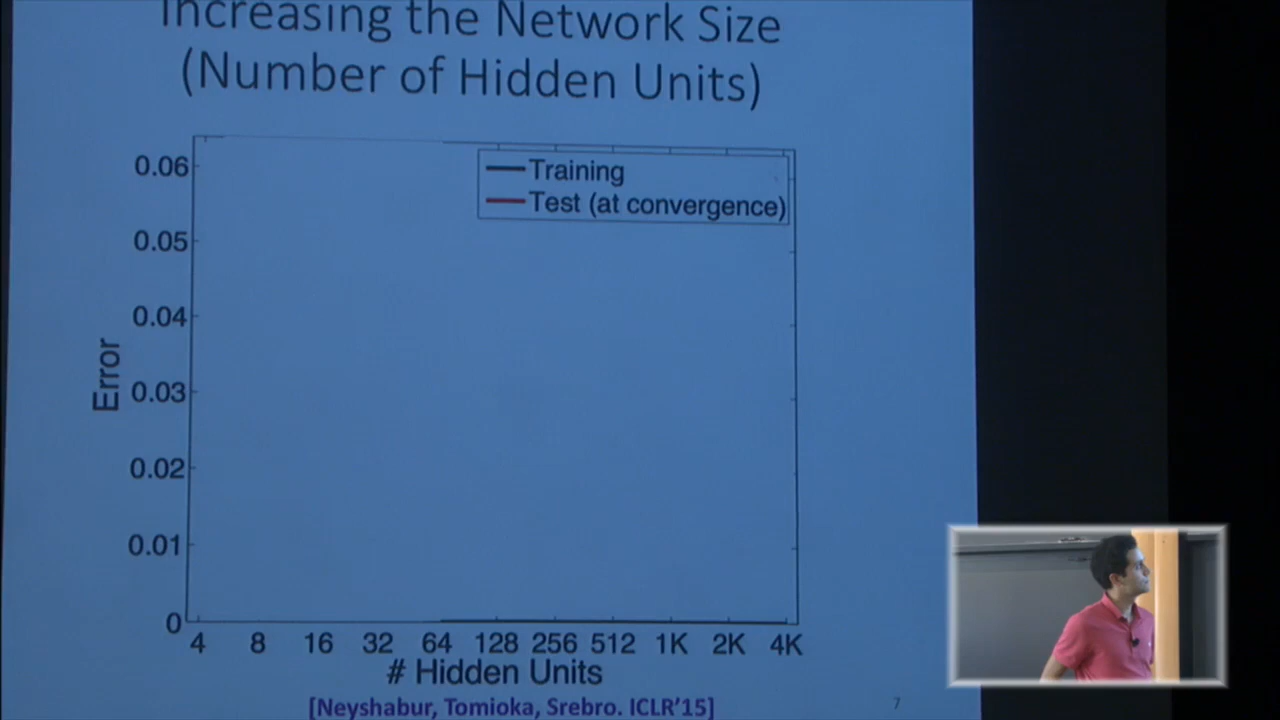 Increasing the Network Size
(Number of Hidden Units)
Training
Test (at convergence)
0.06
0.05
0.04
0.03
0.02
0.01
0
Error
4 8 16 32 64 128 256 512 1K 2K 4K
# Hidden Units
[Neyshabur, Tomioka, Srebro. ICLR'15]
7